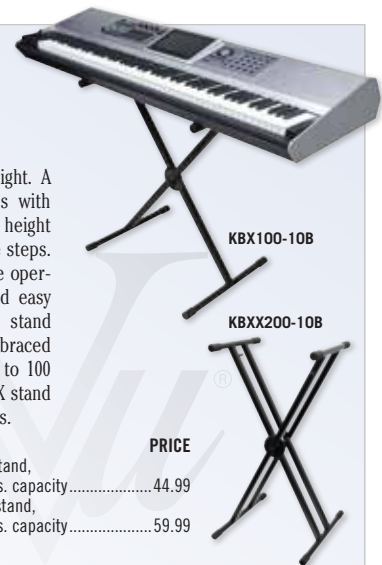 ight. A
s with
height
steps.
e oper-
d easy
stand
braced
to 100
X stand
s.
KBX100-10B
KBXX200-10B
®
PRICE
tand,
s. capacity.....................44.99
stand,
s. capacity.....................59.99